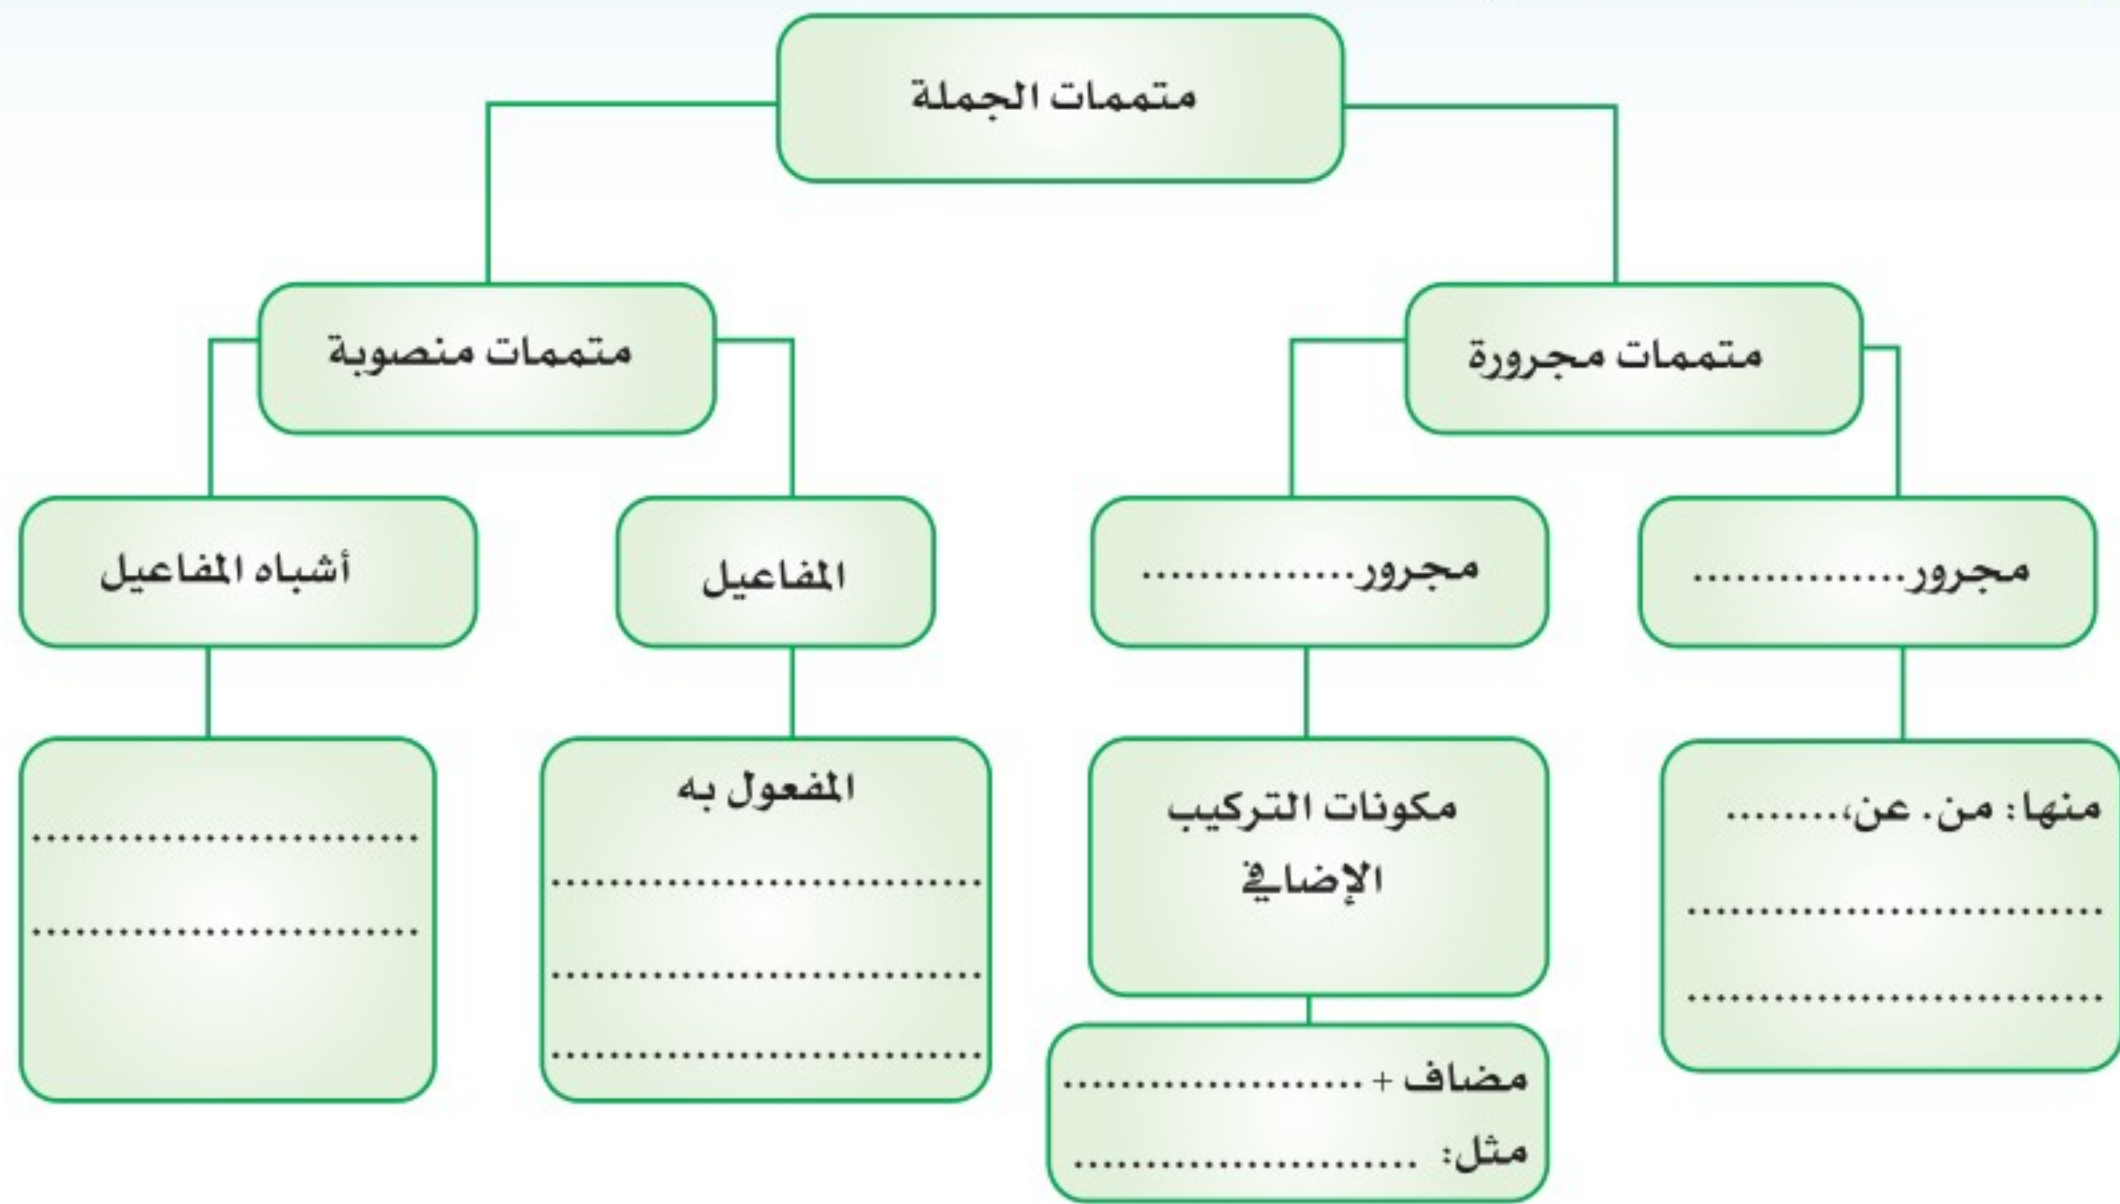 متممات الجملة
متممات مجرورة
متممات منصوبة
مجرور...............
مجرور...............
المفاعيل
أشباه المفاعيل
منها: من. عن،........
.............................
.............................
مكونات التركيب
الإضافي
مضاف + .....................
مثل: ........................
المفعول به
..............................
..............................
..............................
...........................
...........................